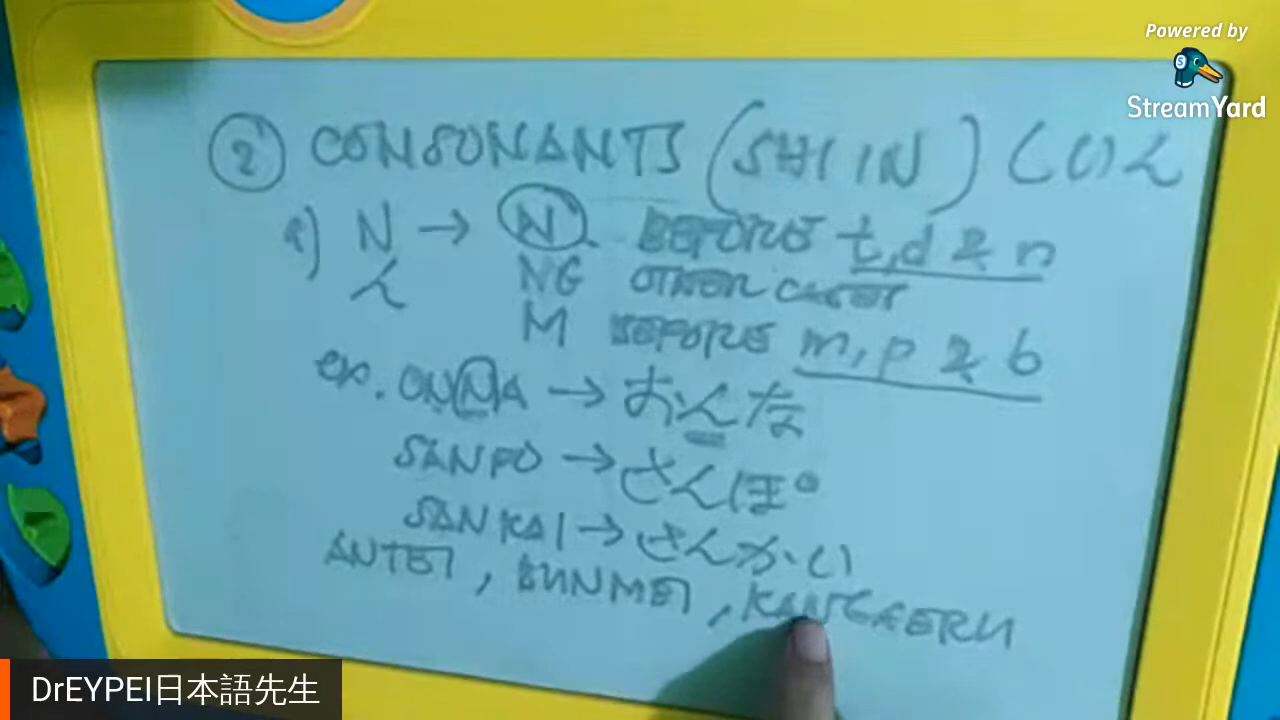 Powered by
StreamYard
② CONSONANTS (SHIIN) (しいん
a) N → N BEFORE t, d & n
ん NG OTHER CASES
M BEFORE m, p & b
ex. ONNA → おんな
SANPO → さんぽ
SANKAI → さんかい
ANTEI, BUNMEI, KANGAERU
DrEYPEI日本語先生